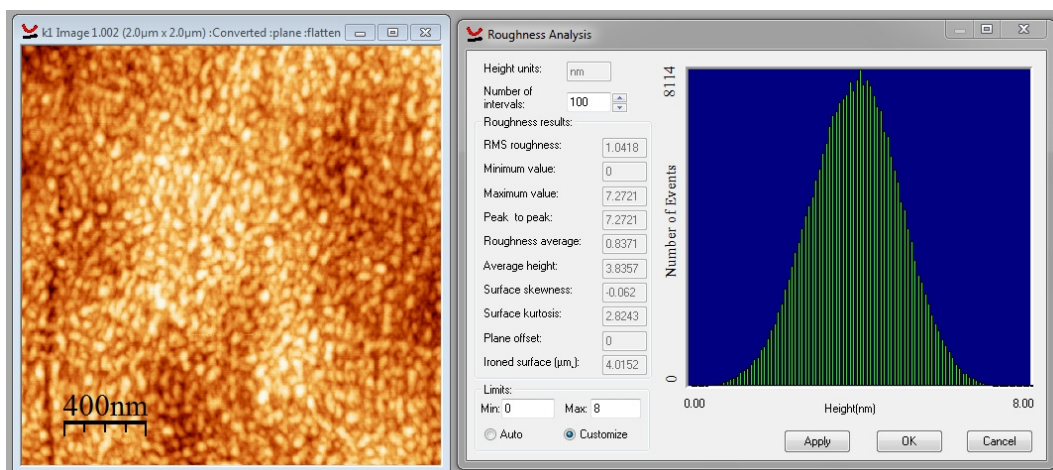 k1 Image 1.002 (2.0µm x 2.0µm) :Converted :plane :flatten
400nm
Roughness Analysis
Height units: nm
Number of
intervals: 100
Roughness results:
RMS roughness: 1.0418
Minimum value: 0
Maximum value: 7.2721
Peak to peak: 7.2721
Roughness average: 0.8371
Average height: 3.8357
Surface skewness: -0.062
Surface kurtosis: 2.8243
Plane offset: 0
Ironed surface (µm,): 4.0152
Limits:
Min: 0 Max: 8
Auto Customize
8114
Number of Events
0
0.00 Height(nm) 8.00
Apply OK Cancel